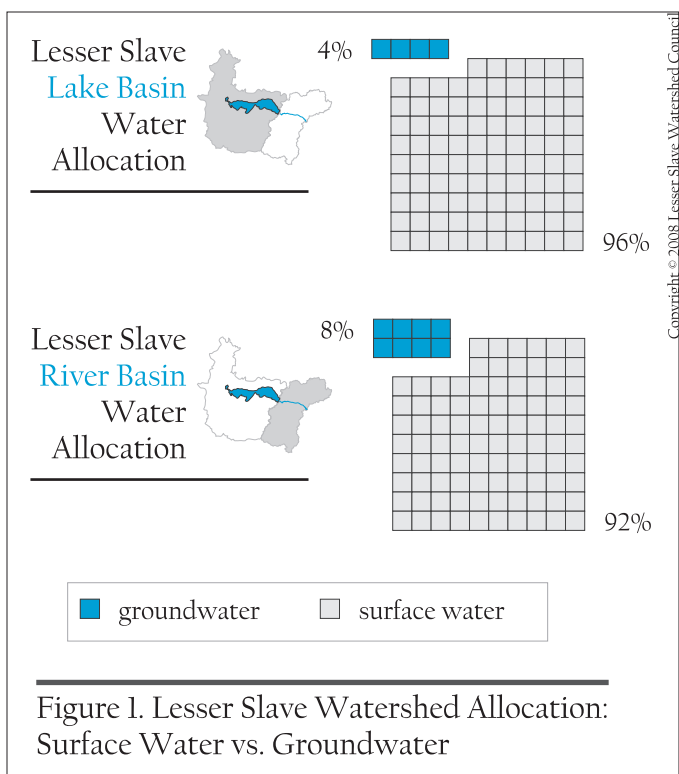 Lesser Slave
Lake Basin
Water
Allocation
4%
96%
Lesser Slave
River Basin
Water
Allocation
8%
92%
groundwater
surface water
Figure 1. Lesser Slave Watershed Allocation:
Surface Water vs. Groundwater
Copyright © 2008 Lesser Slave Watershed Council